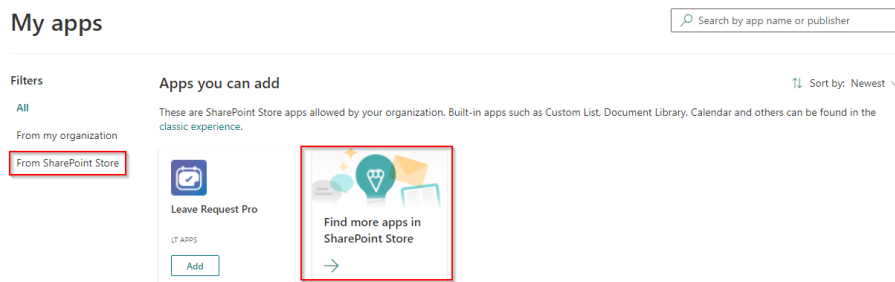 My apps
Search by app name or publisher
Filters
All
From my organization
From SharePoint Store
Apps you can add
Sort by: Newest
These are SharePoint Store apps allowed by your organization. Built-in apps such as Custom List, Document Library, Calendar and others can be found in the
classic experience.
Leave Request Pro
LT APPS
Add
Find more apps in
SharePoint Store